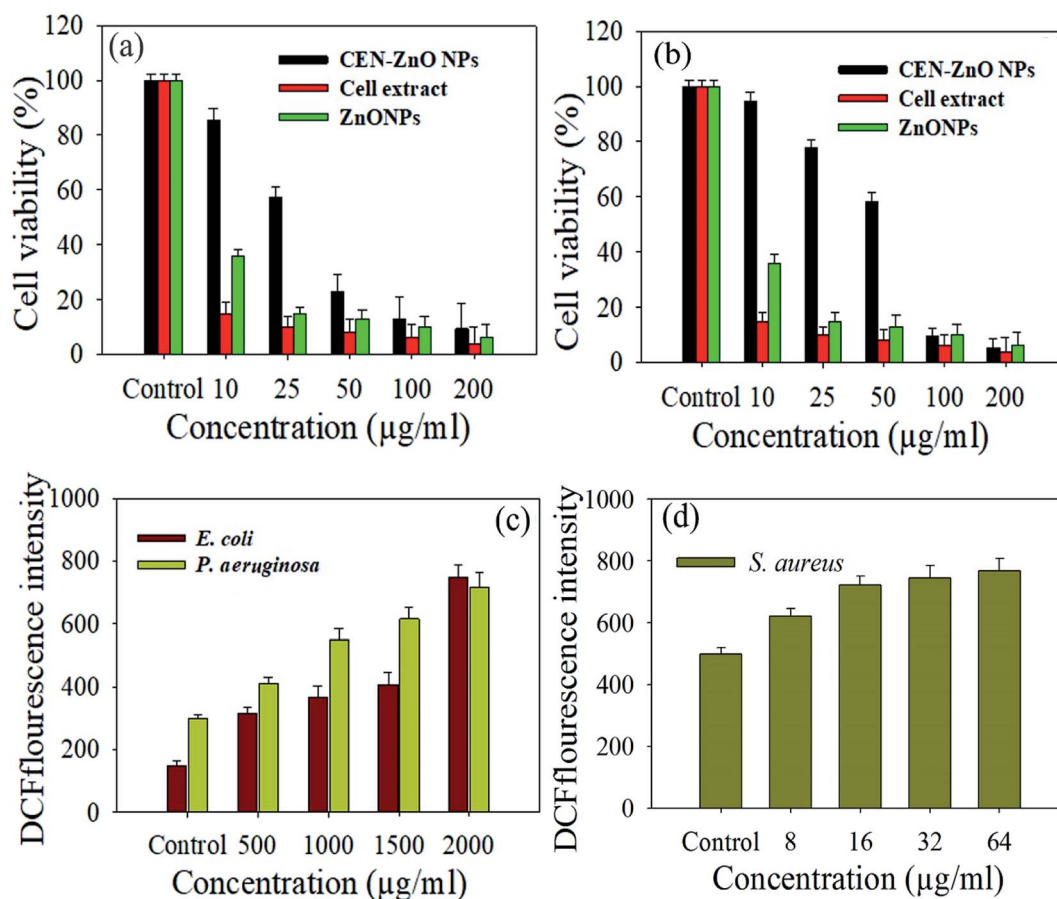 (a)
CEN-ZnO NPs
Cell extract
ZnONPs
Cell viability (%)
120
100
80
60
40
20
0
Control 10 25 50 100 200
Concentration (µg/ml)
(b)
CEN-ZnO NPs
Cell extract
ZnONPs
Cell viability (%)
120
100
80
60
40
20
0
Control 10 25 50 100 200
Concentration (µg/ml)
(c)
E. coli
P. aeruginosa
DCFflourescence intensity
1000
800
600
400
200
0
Control 500 1000 1500 2000
Concentration (µg/ml)
(d)
S. aureus
DCFflourescence intensity
1000
800
600
400
200
0
Control 8 16 32 64
Concentration (µg/ml)